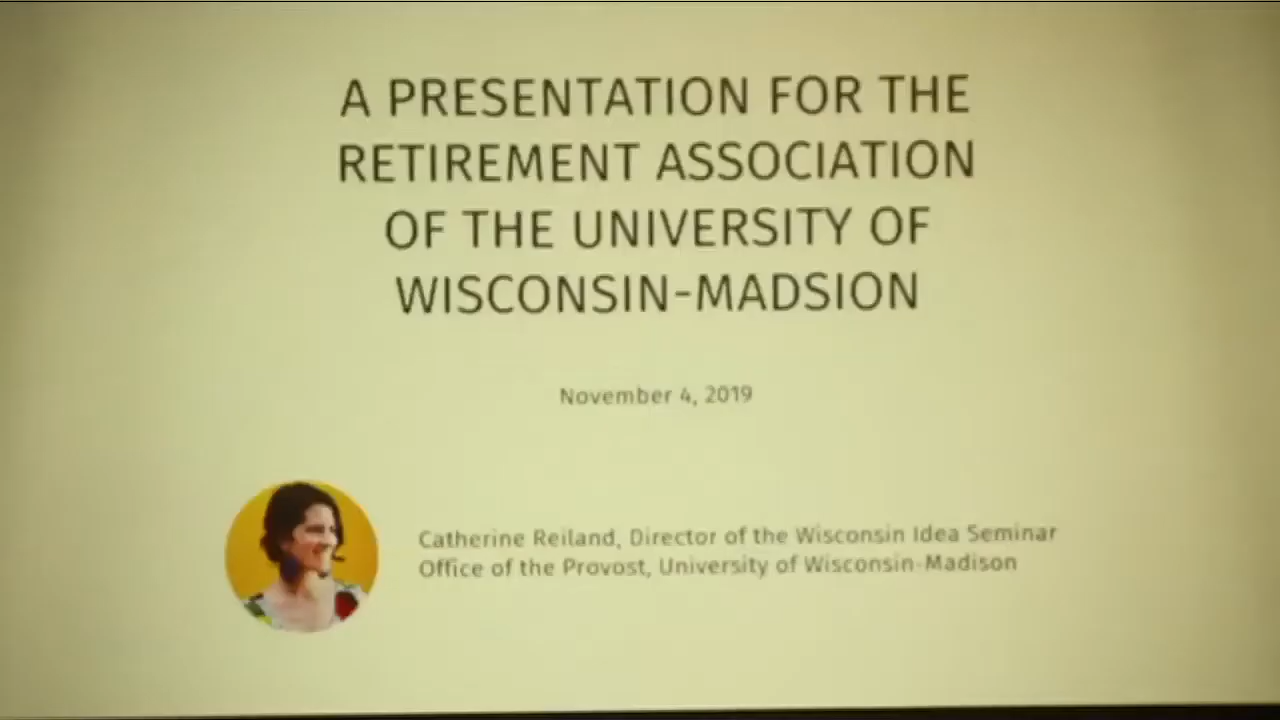 A PRESENTATION FOR THE
RETIREMENT ASSOCIATION
OF THE UNIVERSITY OF
WISCONSIN-MADSION
November 4, 2019
Catherine Reiland, Director of the Wisconsin Idea Seminar
Office of the Provost, University of Wisconsin-Madison